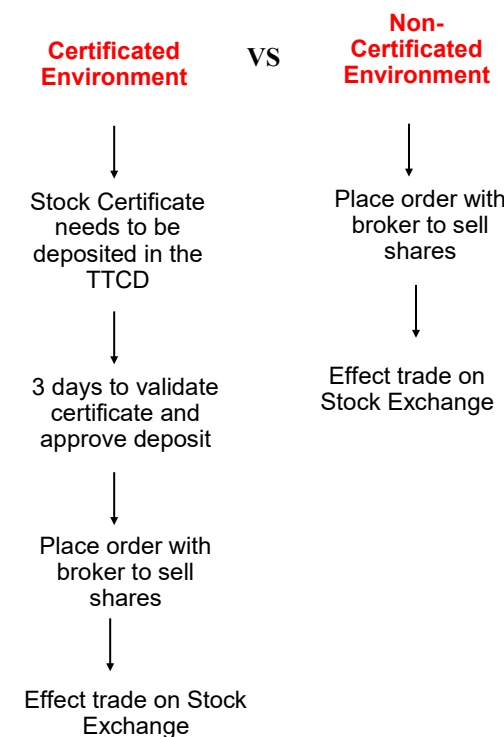 Certificated
Environment
VS
Non-
Certificated
Environment
Stock Certificate
needs to be
deposited in the
TTCD
3 days to validate
certificate and
approve deposit
Place order with
broker to sell
shares
Effect trade on Stock
Exchange
Place order with
broker to sell
shares
Effect trade on
Stock Exchange